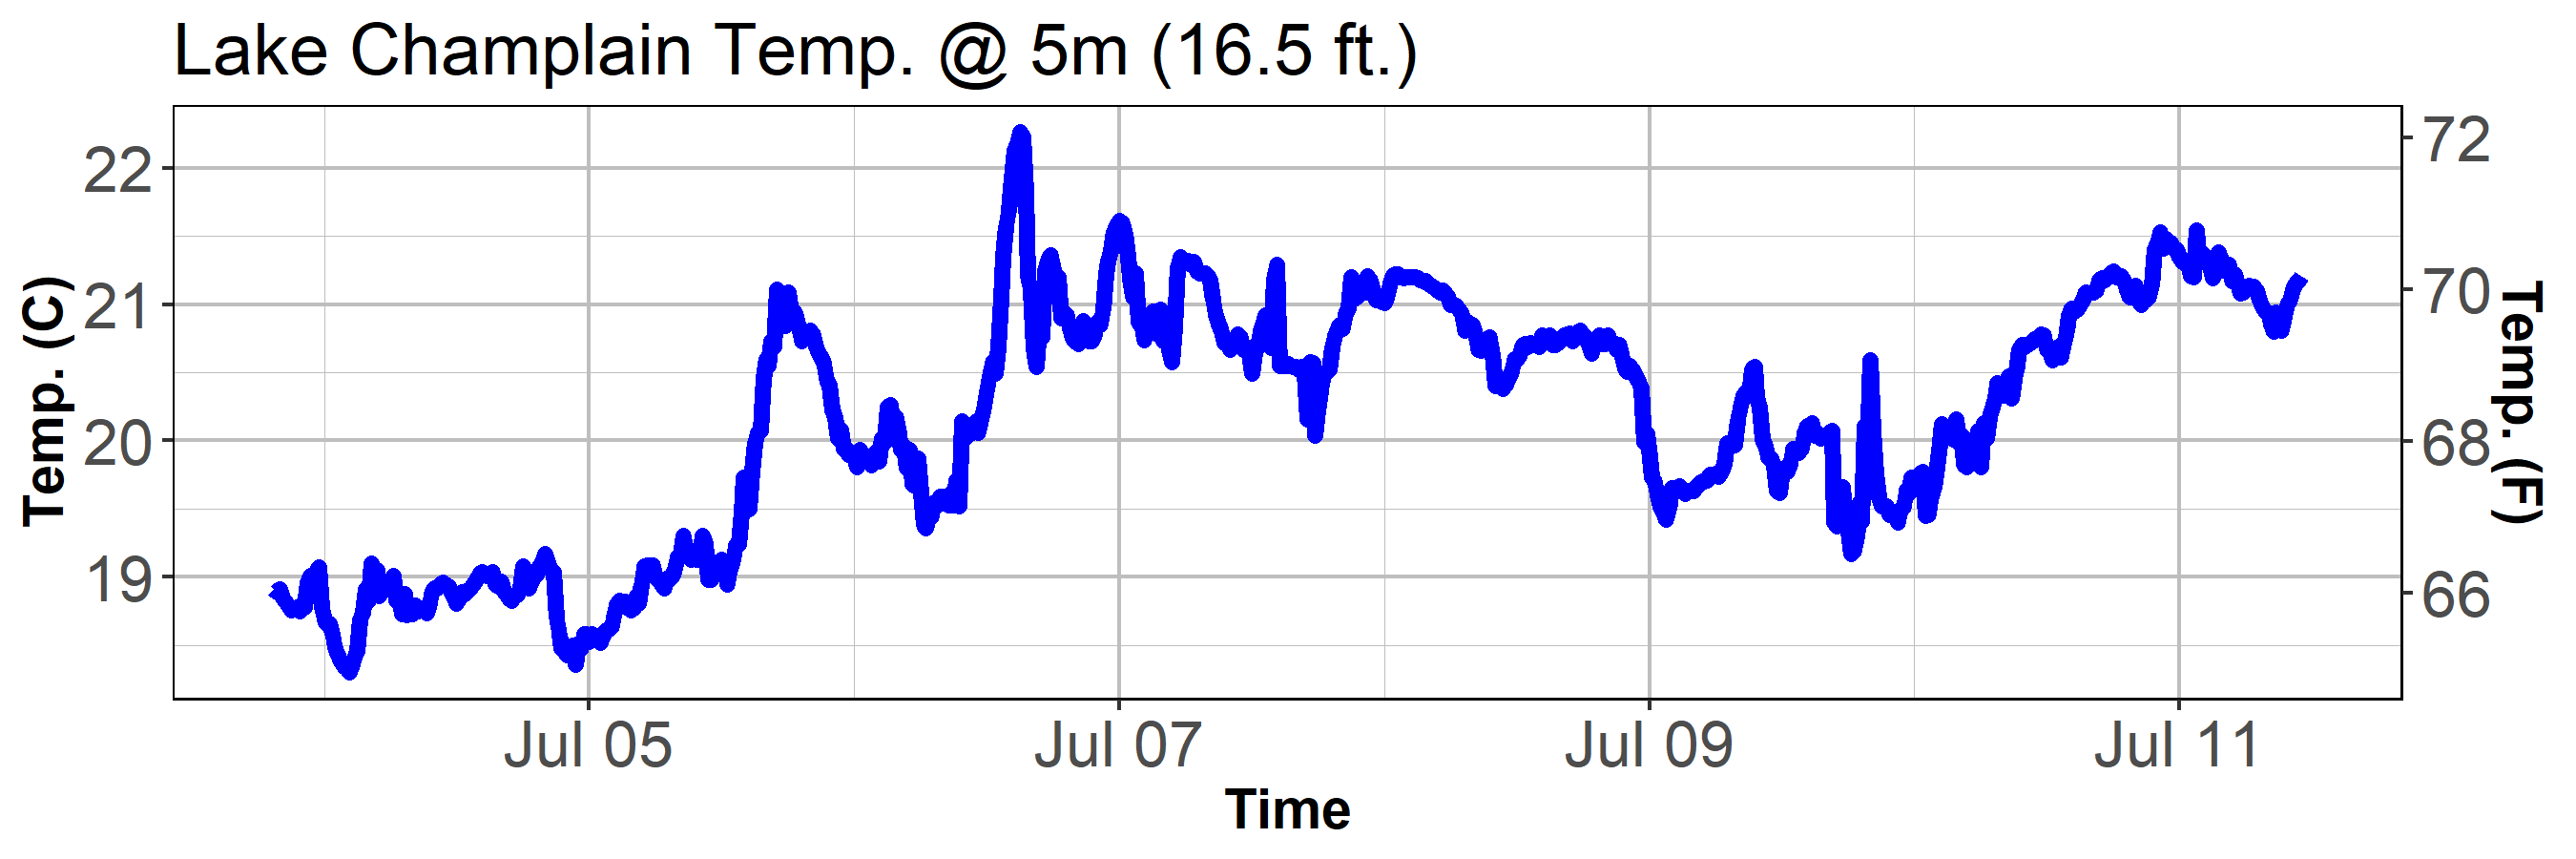 Lake Champlain Temp. @ 5m (16.5 ft.)
Temp. (C)
22
21
20
19
72
70
68
66
Temp. (F)
Jul 05 Jul 07 Jul 09 Jul 11
Time